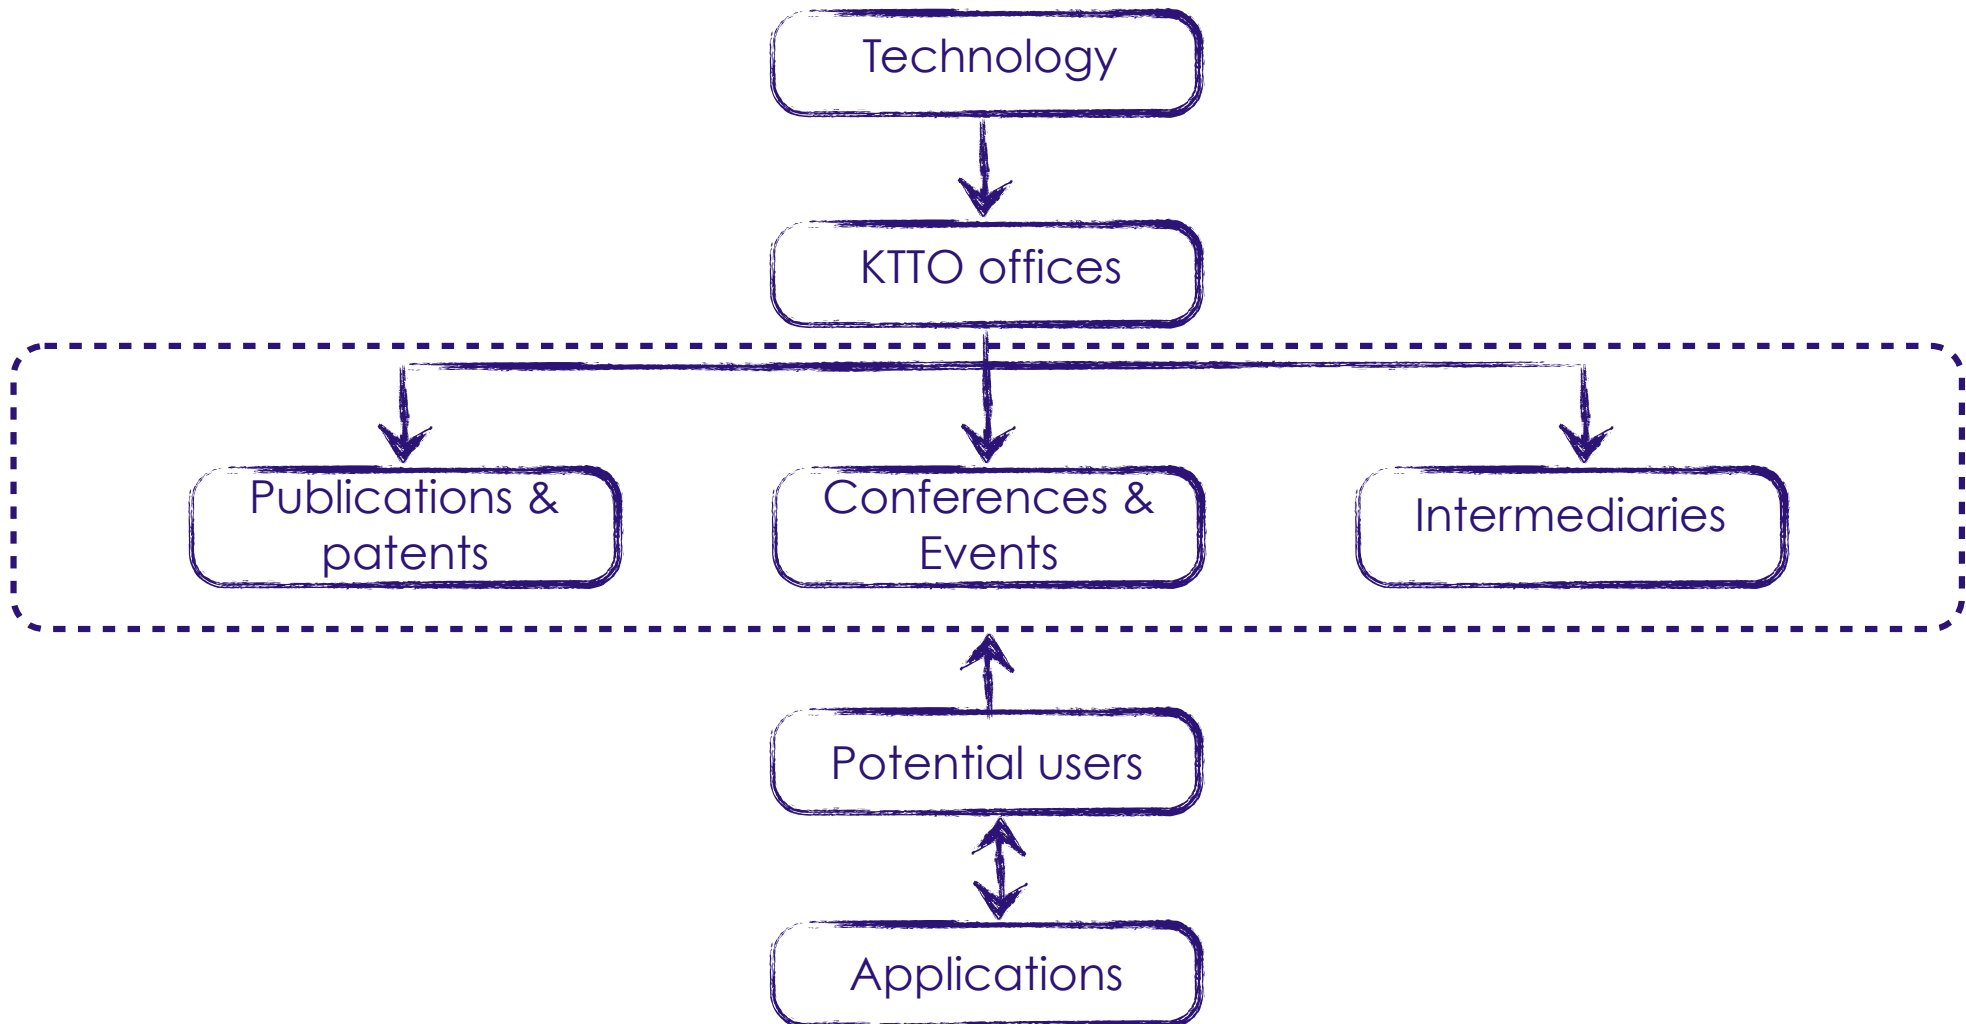 Technology
KTTO offices
Publications &
patents
Conferences &
Events
Intermediaries
Potential users
Applications